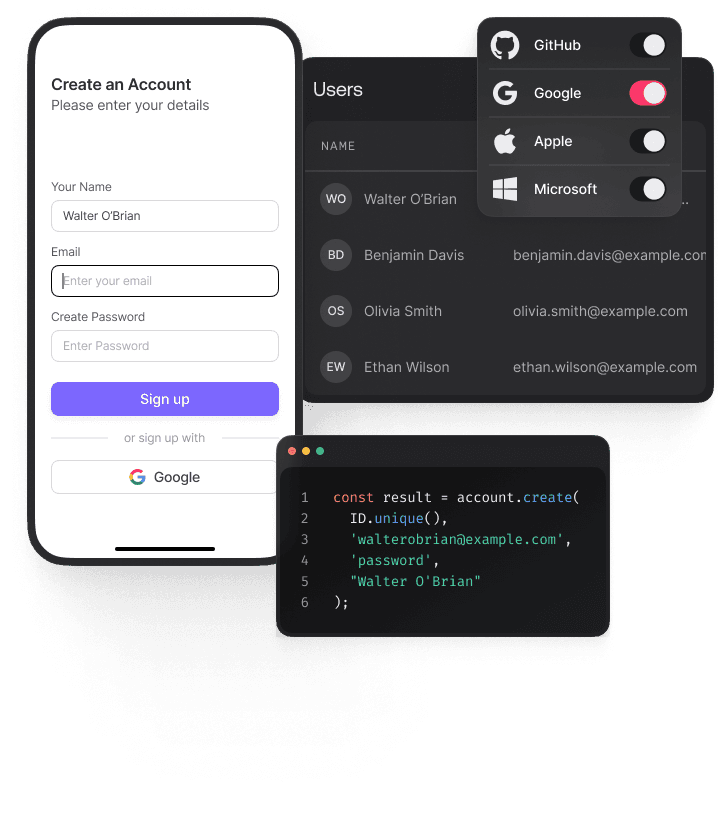 Create an Account
Please enter your details
Your Name
Walter O’Brian
Email
Enter your email
Create Password
Enter Password
Sign up
or sign up with
Google
Users
NAME
WO Walter O’Brian ..
BD Benjamin Davis benjamin.davis@example.com
OS Olivia Smith olivia.smith@example.com
EW Ethan Wilson ethan.wilson@example.com
GitHub
Google
Apple
Microsoft
1 const result = account.create(
2 ID.unique(),
3 'walterobrian@example.com',
4 'password',
5 "Walter O'Brian"
6 );